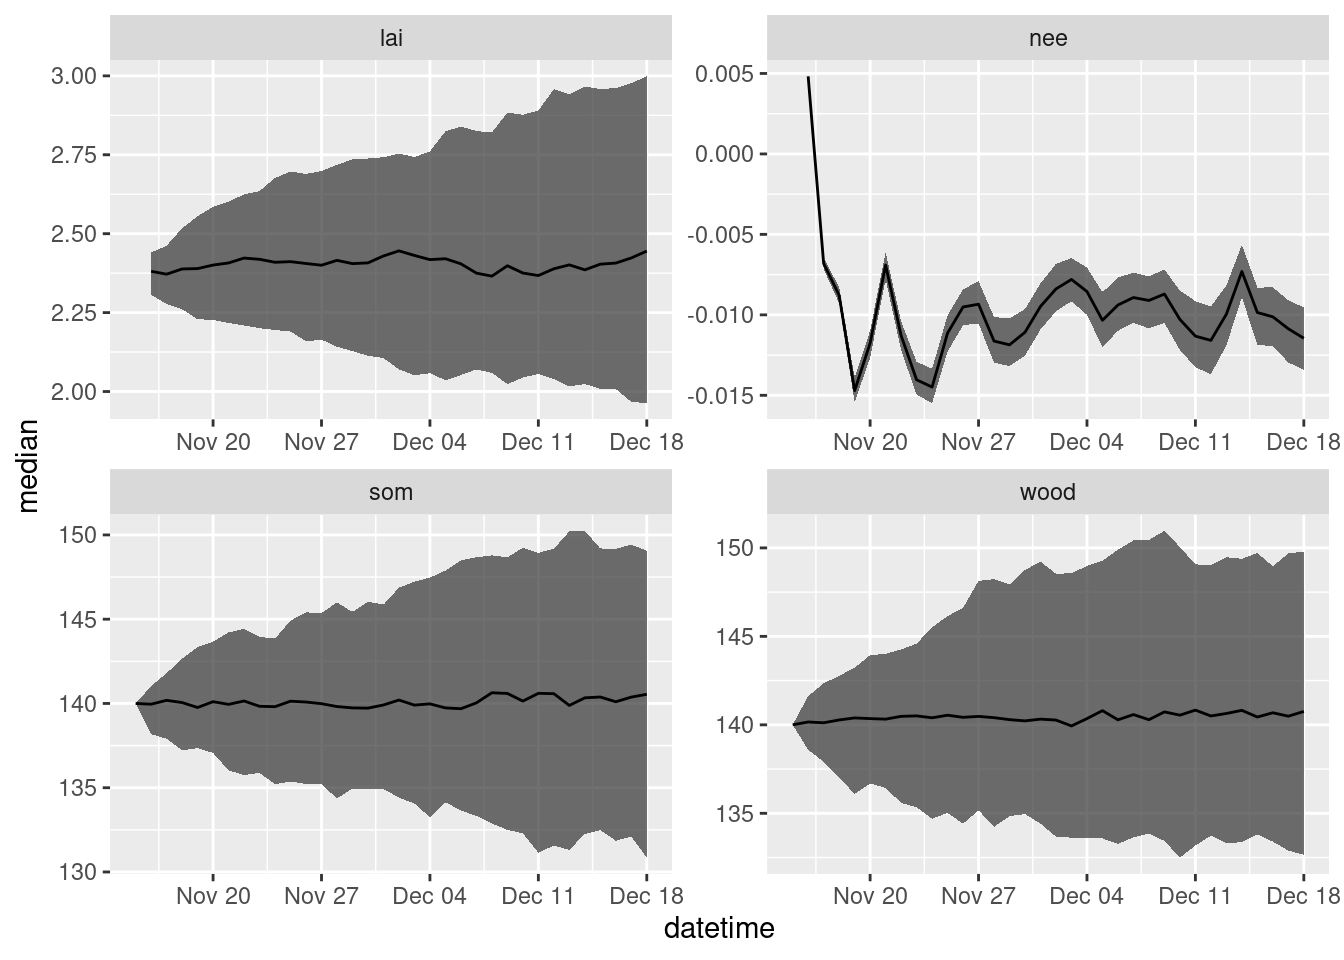 lai
nee
3.00
2.75
2.50
2.25
2.00
0.005
0.000
-0.005
-0.010
-0.015
Nov 20 Nov 27 Dec 04 Dec 11 Dec 18
Nov 20 Nov 27 Dec 04 Dec 11 Dec 18
median
som
wood
150
145
140
135
130
150
145
140
135
Nov 20 Nov 27 Dec 04 Dec 11 Dec 18
Nov 20 Nov 27 Dec 04 Dec 11 Dec 18
datetime